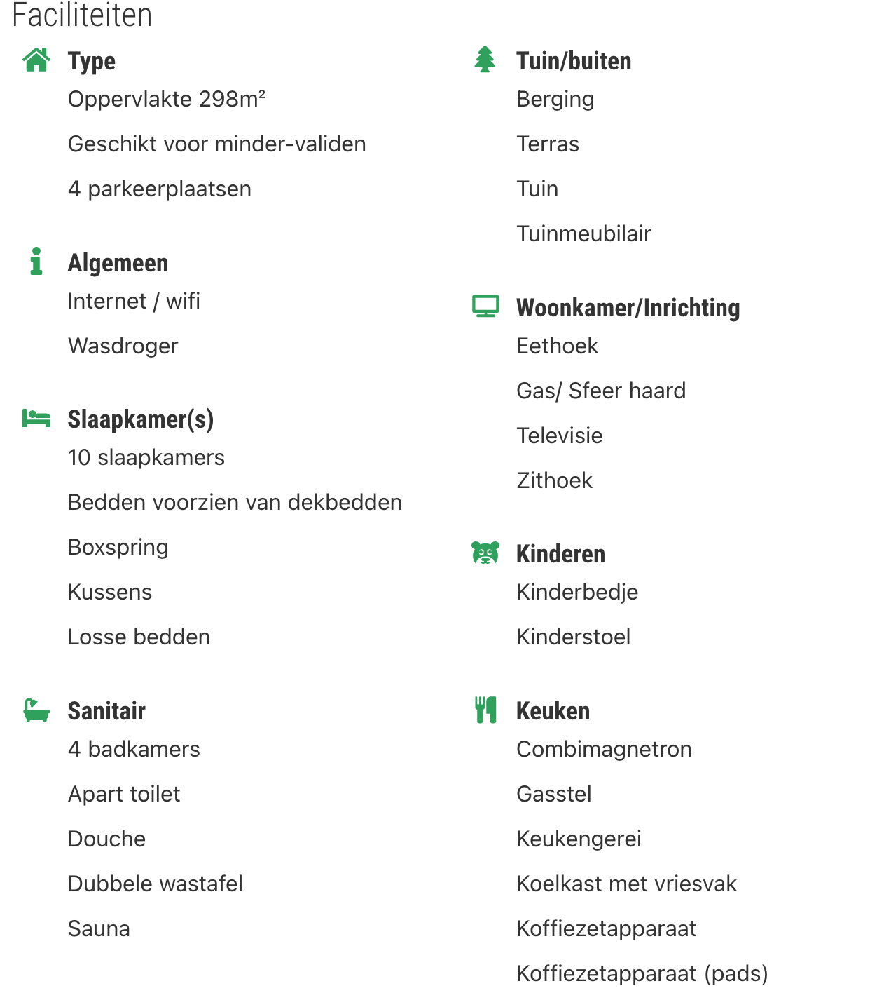 Faciliteiten
Type
Oppervlakte 298m²
Geschikt voor minder-validen
4 parkeerplaatsen
Algemeen
Internet / wifi
Wasdroger
Slaapkamer(s)
10 slaapkamers
Bedden voorzien van dekbedden
Boxspring
Kussens
Losse bedden
Sanitair
4 badkamers
Apart toilet
Douche
Dubbele wastafel
Sauna
Tuin/buiten
Berging
Terras
Tuin
Tuinmeubilair
Woonkamer/Inrichting
Eethoek
Gas/ Sfeer haard
Televisie
Zithoek
Kinderen
Kinderbedje
Kinderstoel
Keuken
Combimagnetron
Gasstel
Keukengerei
Koelkast met vriesvak
Koffiezetapparaat
Koffiezetapparaat (pads)